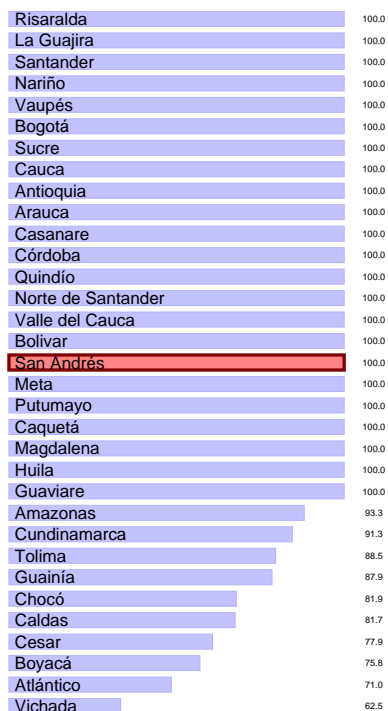 Risaralda 100.0
La Guajira 100.0
Santander 100.0
Nariño 100.0
Vaupés 100.0
Bogotá 100.0
Sucre 100.0
Cauca 100.0
Antioquia 100.0
Arauca 100.0
Casanare 100.0
Córdoba 100.0
Quindío 100.0
Norte de Santander 100.0
Valle del Cauca 100.0
Bolivar 100.0
San Andrés 100.0
Meta 100.0
Putumayo 100.0
Caquetá 100.0
Magdalena 100.0
Huila 100.0
Guaviare 100.0
Amazonas 93.3
Cundinamarca 91.3
Tolima 88.5
Guainía 87.9
Chocó 81.9
Caldas 81.7
Cesar 77.9
Boyacá 75.8
Atlántico 71.0
Vichada 62.5